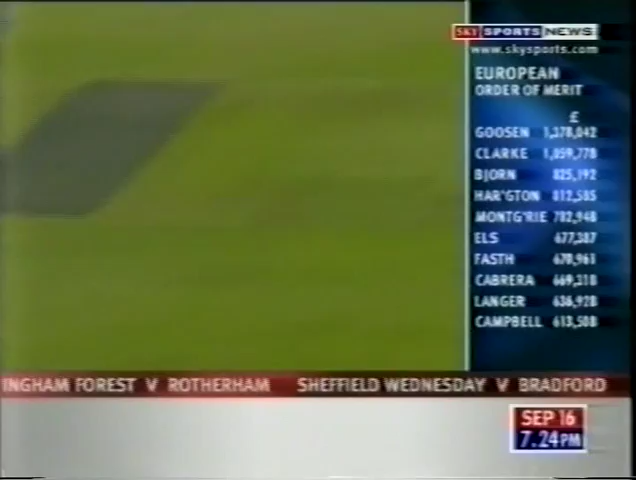 SKY SPORTS NEWS
www.skysports.com
EUROPEAN
ORDER OF MERIT
£
GOOSEN 1,378,042
CLARKE 1,059,778
BJORN 825,192
HAR'GTON 812,585
MONTG'RIE 782,948
ELS 677,387
FASTH 670,961
CABRERA 669,318
LANGER 636,928
CAMPBELL 613,508
INGHAM FOREST V ROTHERHAM SHEFFIELD WEDNESDAY V BRADFORD
SEP 16
7.24PM